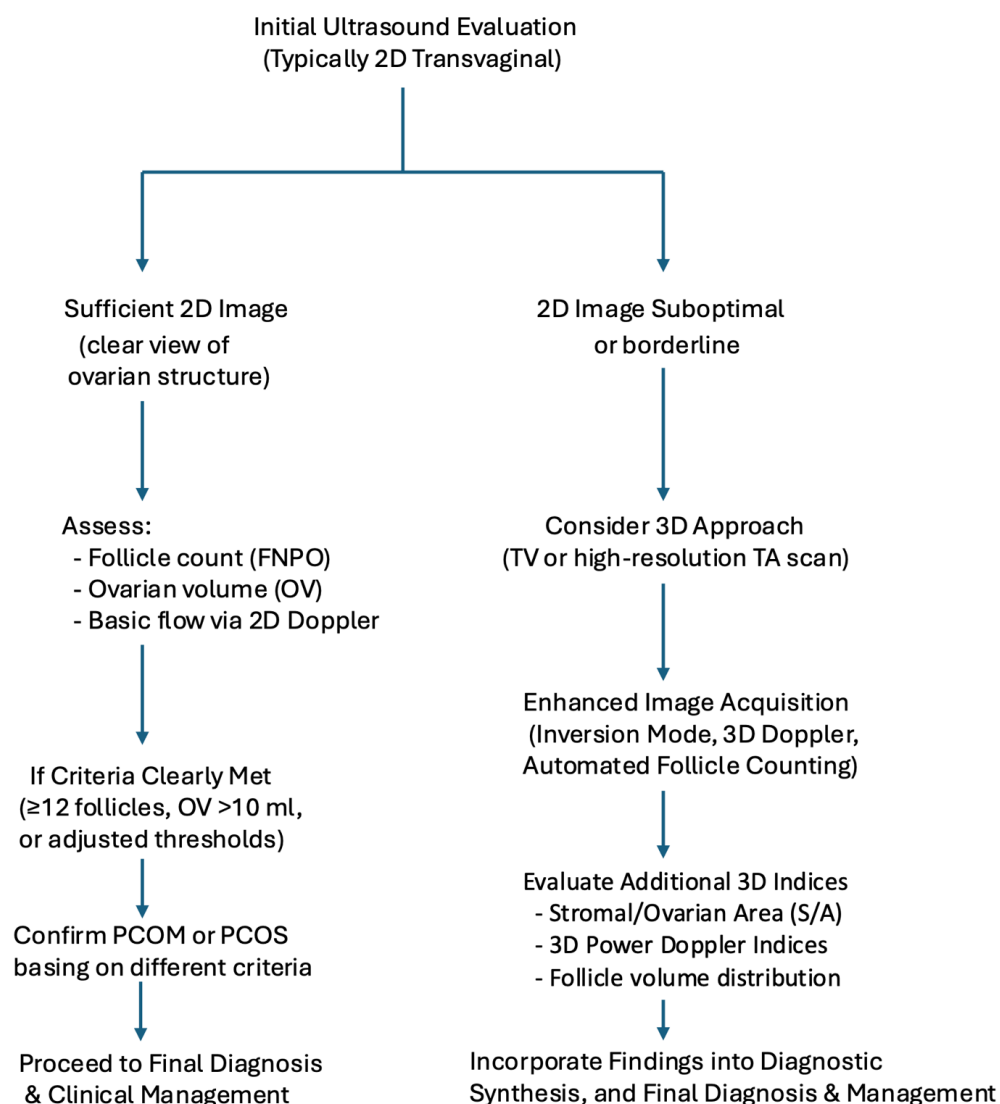 Initial Ultrasound Evaluation
(Typically 2D Transvaginal)
Sufficient 2D Image
(clear view of
ovarian structure)
Assess:
- Follicle count (FNPO)
- Ovarian volume (OV)
- Basic flow via 2D Doppler
If Criteria Clearly Met
(≥12 follicles, OV >10 ml,
or adjusted thresholds)
Confirm PCOM or PCOS
basing on different criteria
Proceed to Final Diagnosis
& Clinical Management
2D Image Suboptimal
or borderline
Consider 3D Approach
(TV or high-resolution TA scan)
Enhanced Image Acquisition
(Inversion Mode, 3D Doppler,
Automated Follicle Counting)
Evaluate Additional 3D Indices
- Stromal/Ovarian Area (S/A)
- 3D Power Doppler Indices
- Follicle volume distribution
Incorporate Findings into Diagnostic
Synthesis, and Final Diagnosis & Management